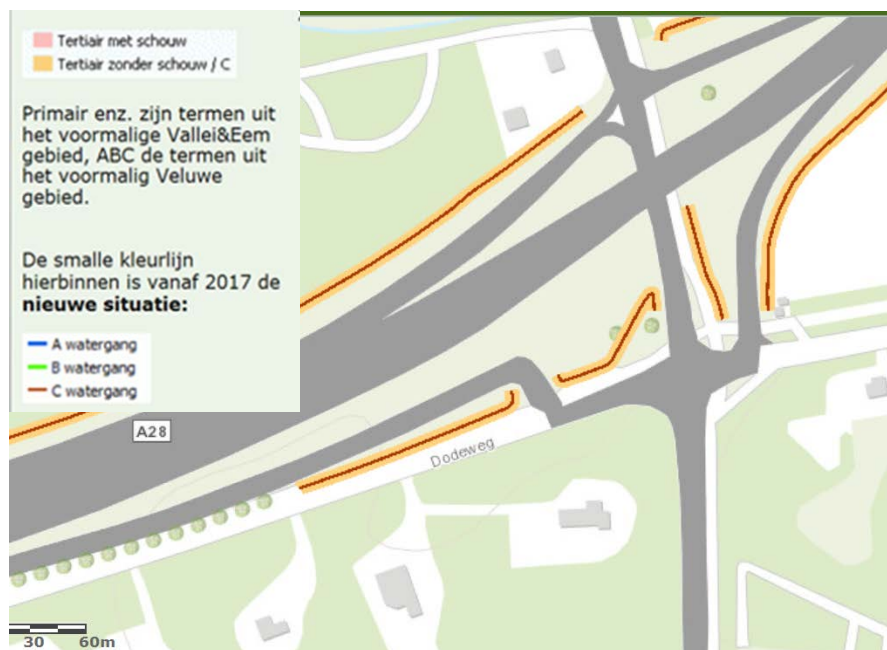 Tertiair met schouw
Tertiair zonder schouw / C
Primair enz. zijn termen uit
het voormalige Vallei&Eem
gebied, ABC de termen uit
het voormalig Veluwe
gebied.
De smalle kleurlijn
hierbinnen is vanaf 2017 de
nieuwe situatie:
A watergang
B watergang
C watergang
A28
Dodeweg
30 60m